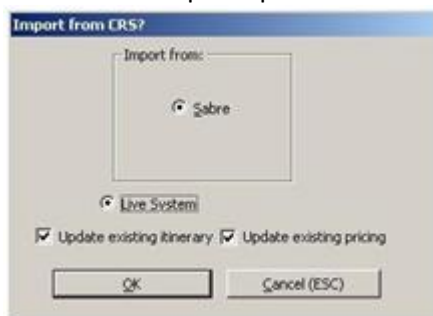 Import from CRS?
Import from:
Sabre
Live System
Update existing itinerary
Update existing pricing
OK
Cancel (ESC)